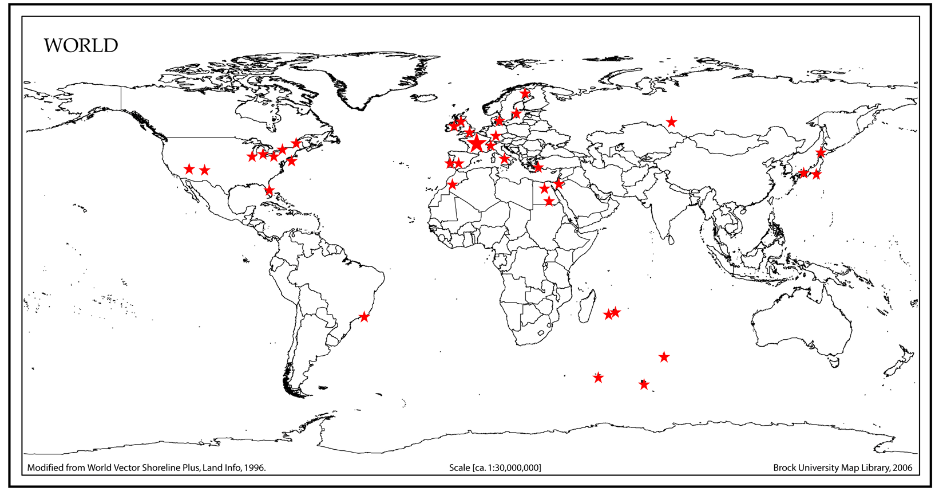 WORLD
Modified from World Vector Shoreline Plus, Land Info, 1996.
Scale [ca. 1:30,000,000]
Brock University Map Library, 2006